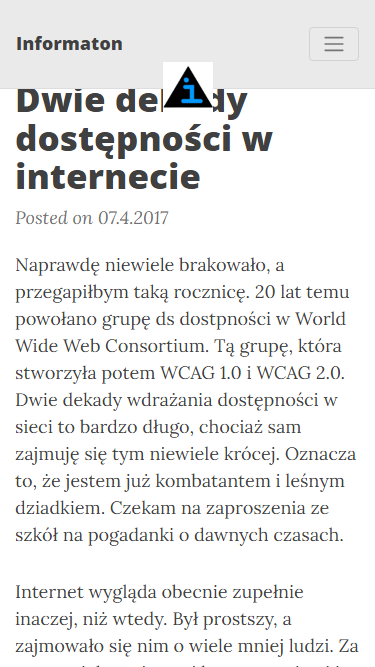 Informaton
Dwie dekady
dostępności w
internecie
Posted on 07.4.2017
Naprawdę niewiele brakowało, a
przegapiłbym taką rocznicę. 20 lat temu
powołano grupę ds dostpności w World
Wide Web Consortium. Tą grupę, która
stworzyła potem WCAG 1.0 i WCAG 2.0.
Dwie dekady wdrażania dostępności w
sieci to bardzo długo, chociaż sam
zajmuję się tym niewiele krócej. Oznacza
to, że jestem już kombatantem i leśnym
dziadkiem. Czekam na zaproszenia ze
szkół na pogadanki o dawnych czasach.
Internet wygląda obecnie zupełnie
inaczej, niż wtedy. Był prostszy, a
zajmowało się nim o wiele mniej ludzi. Za